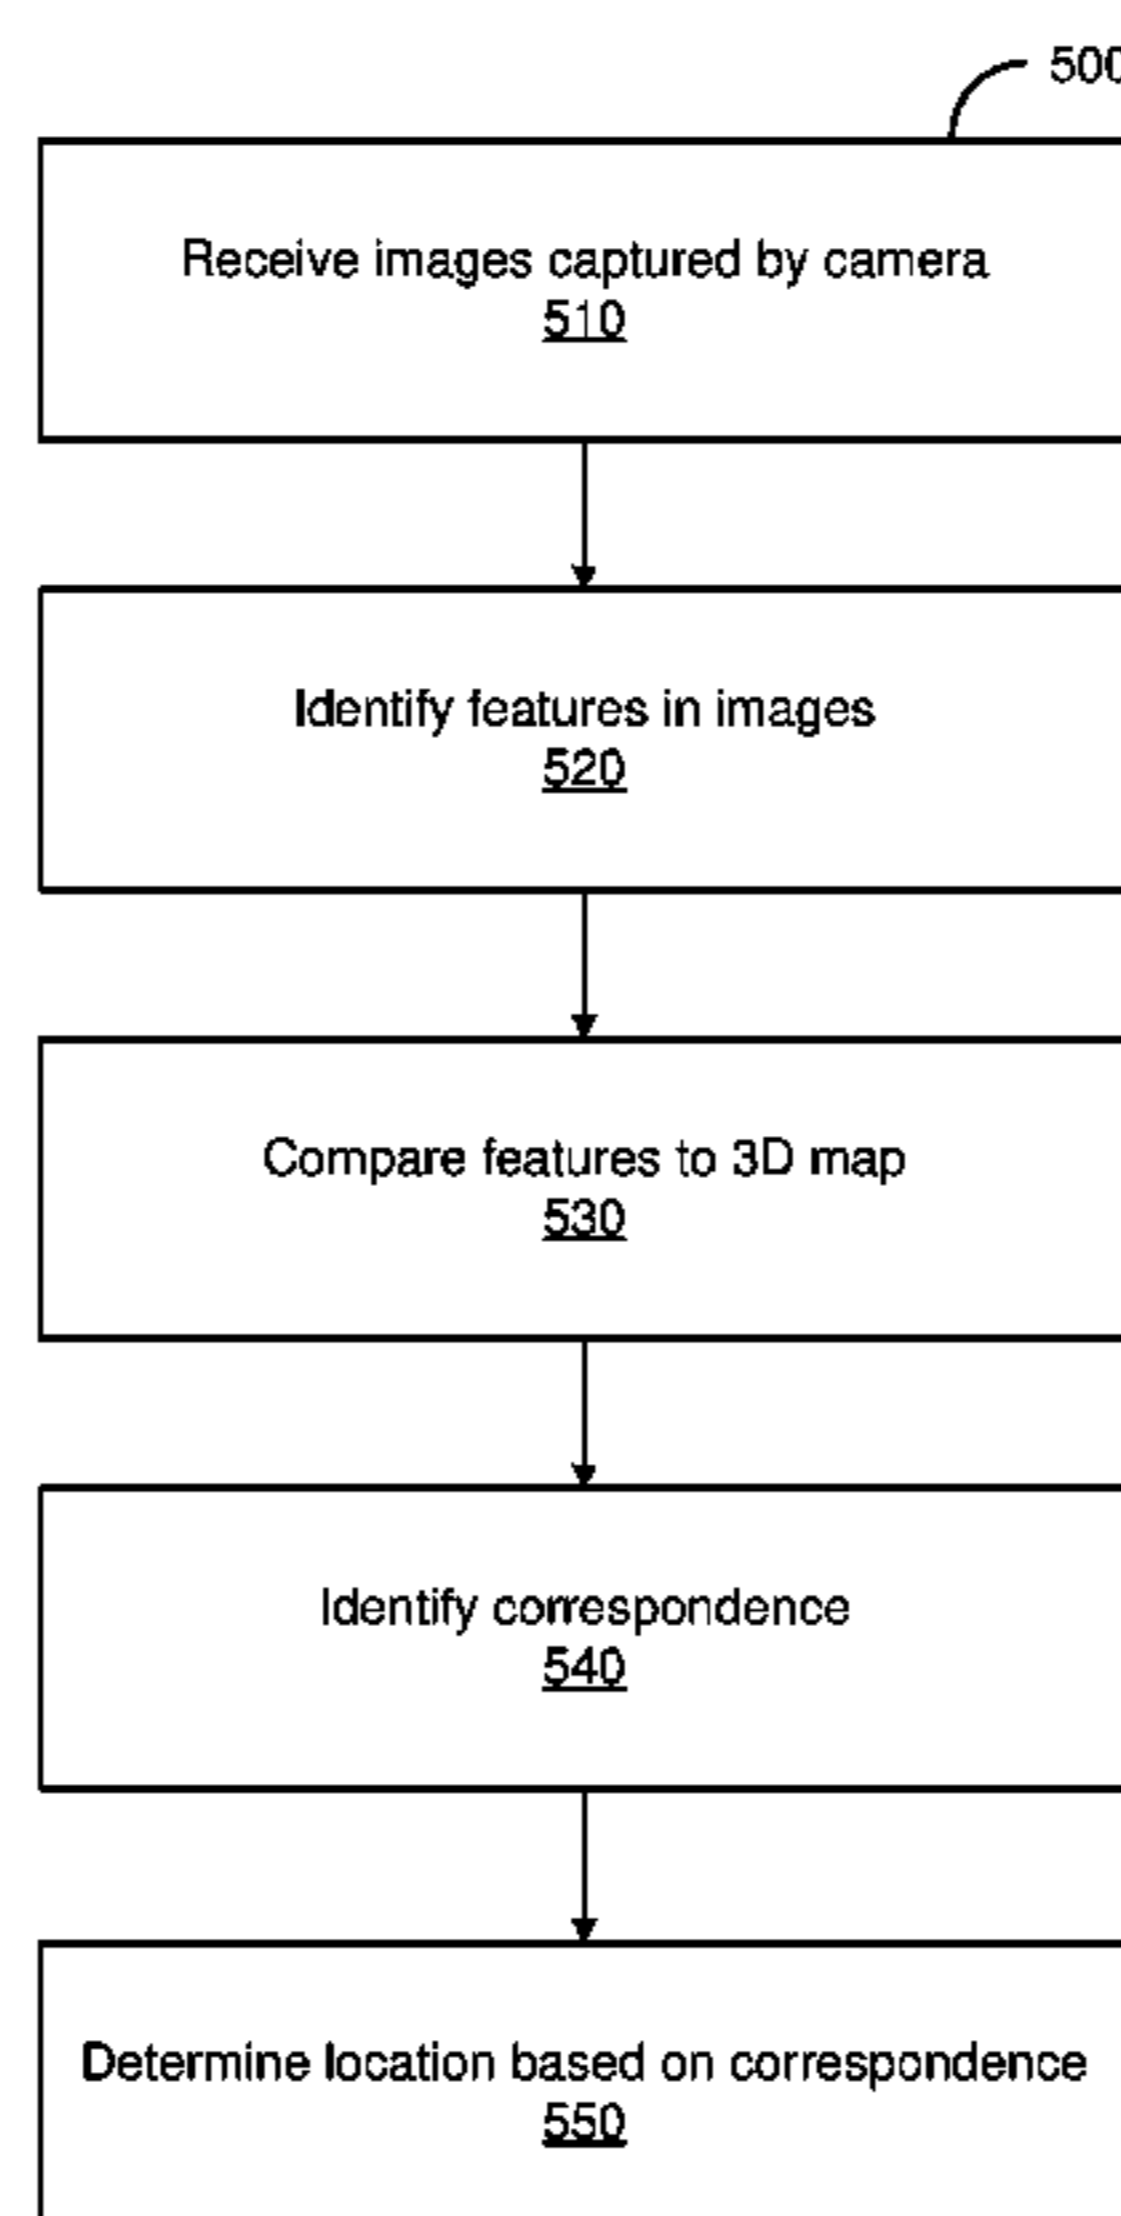 500
Receive images captured by camera
510
Identify features in images
520
Compare features to 3D map
530
Identify correspondence
540
Determine location based on correspondence
550